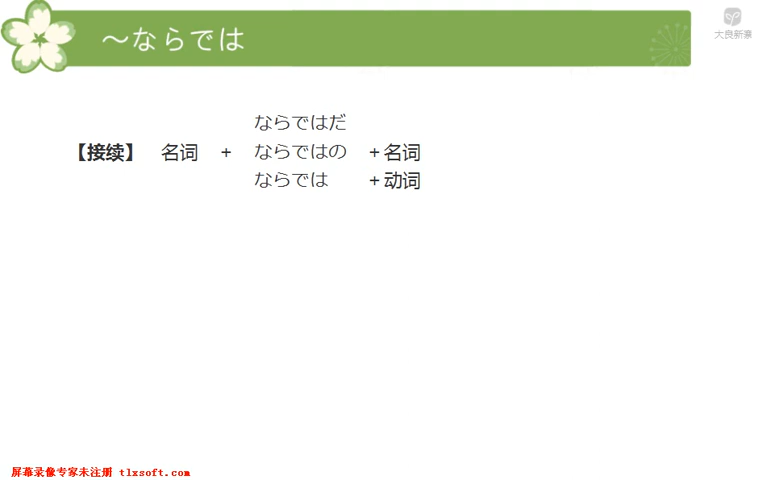 ～ならでは
大良新濠
ならではだ
【接续】 名词 + ならではの +名词
ならでは +动词
屏幕录像专家未注册 tlxsoft.com